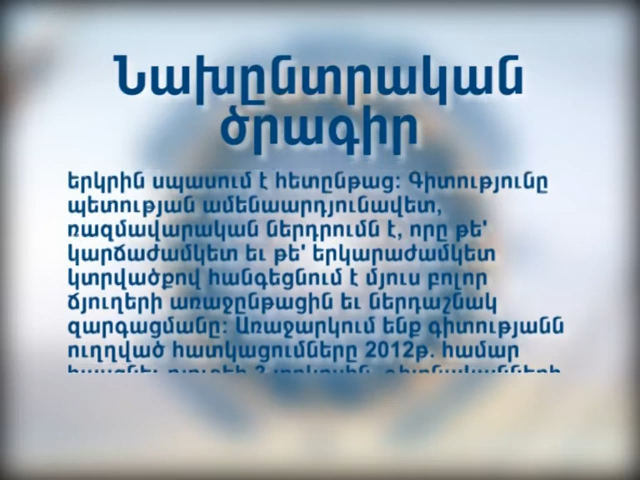 Նախընտրական
ծրագիր
երկրին սպասում է հետընթաց: Գիտությունը
պետության ամենաարդյունավետ,
ռազմավարական ներդրումն է, որը թե'
կարճաժամկետ եւ թե' երկարաժամկետ
կտրվածքով հանգեցնում է մյուս բոլոր
ճյուղերի առաջընթացին եւ ներդաշնակ
զարգացմանը: Առաջարկում ենք գիտությանն
ուղղված հատկացումները 2012թ. համար